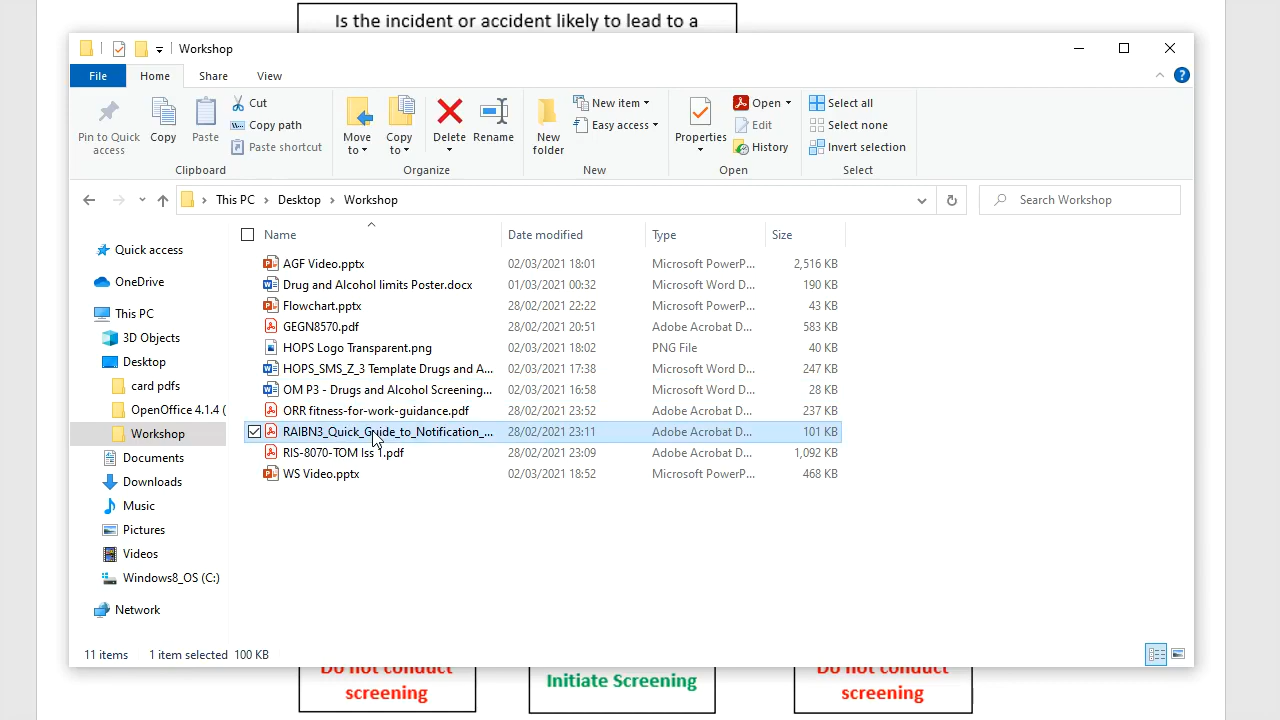 Is the incident or accident likely to lead to a
Workshop
File Home Share View
Pin to Quick access
Copy
Paste
Cut
Copy path
Paste shortcut
Clipboard
Move to
Copy to
Delete
Rename
Organize
New folder
New item
Easy access
New
Properties
Open
Edit
History
Open
Select all
Select none
Invert selection
Select
This PC > Desktop > Workshop
Search Workshop
Quick access
OneDrive
This PC
3D Objects
Desktop
card pdfs
OpenOffice 4.1.4 (
Workshop
Documents
Downloads
Music
Pictures
Videos
Windows8_OS (C:)
Network
Name Date modified Type Size
AGF Video.pptx 02/03/2021 18:01 Microsoft PowerP... 2,516 KB
Drug and Alcohol limits Poster.docx 01/03/2021 00:32 Microsoft Word D... 190 KB
Flowchart.pptx 28/02/2021 22:22 Microsoft PowerP... 43 KB
GEGN8570.pdf 28/02/2021 20:51 Adobe Acrobat D... 583 KB
HOPS Logo Transparent.png 02/03/2021 18:02 PNG File 40 KB
HOPS_SMS_Z_3 Template Drugs and A... 02/03/2021 17:38 Microsoft Word D... 247 KB
OM P3 - Drugs and Alcohol Screening... 02/03/2021 16:58 Microsoft Word D... 28 KB
ORR fitness-for-work-guidance.pdf 28/02/2021 23:52 Adobe Acrobat D... 237 KB
RAIBN3_Quick_Guide_to_Notification_... 28/02/2021 23:11 Adobe Acrobat D... 101 KB
RIS-8070-TOM Iss 1.pdf 28/02/2021 23:09 Adobe Acrobat D... 1,092 KB
WS Video.pptx 02/03/2021 18:52 Microsoft PowerP... 468 KB
11 items 1 item selected 100 KB
Do not conduct
screening
Initiate Screening
Do not conduct
screening